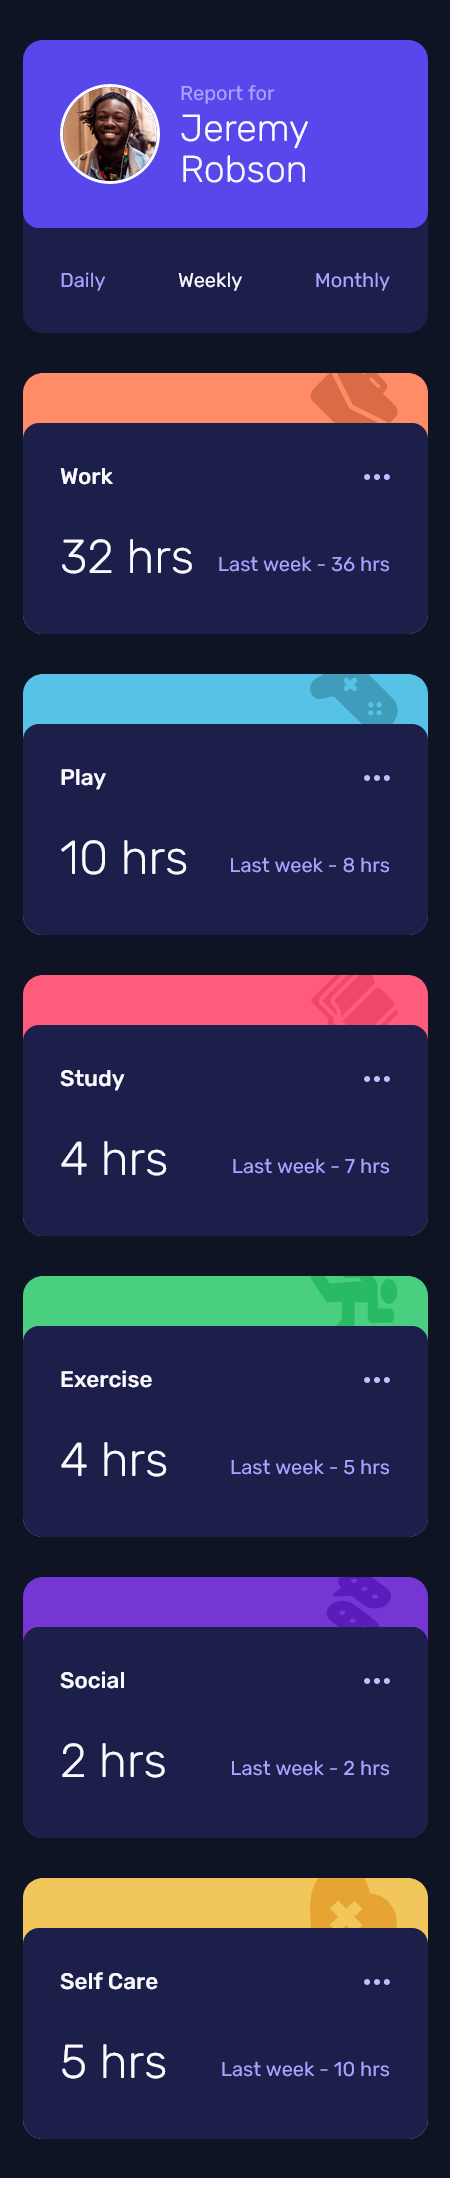 Report for
Jeremy
Robson
Daily Weekly Monthly
Work
32 hrs Last week - 36 hrs
Play
10 hrs Last week - 8 hrs
Study
4 hrs Last week - 7 hrs
Exercise
4 hrs Last week - 5 hrs
Social
2 hrs Last week - 2 hrs
Self Care
5 hrs Last week - 10 hrs